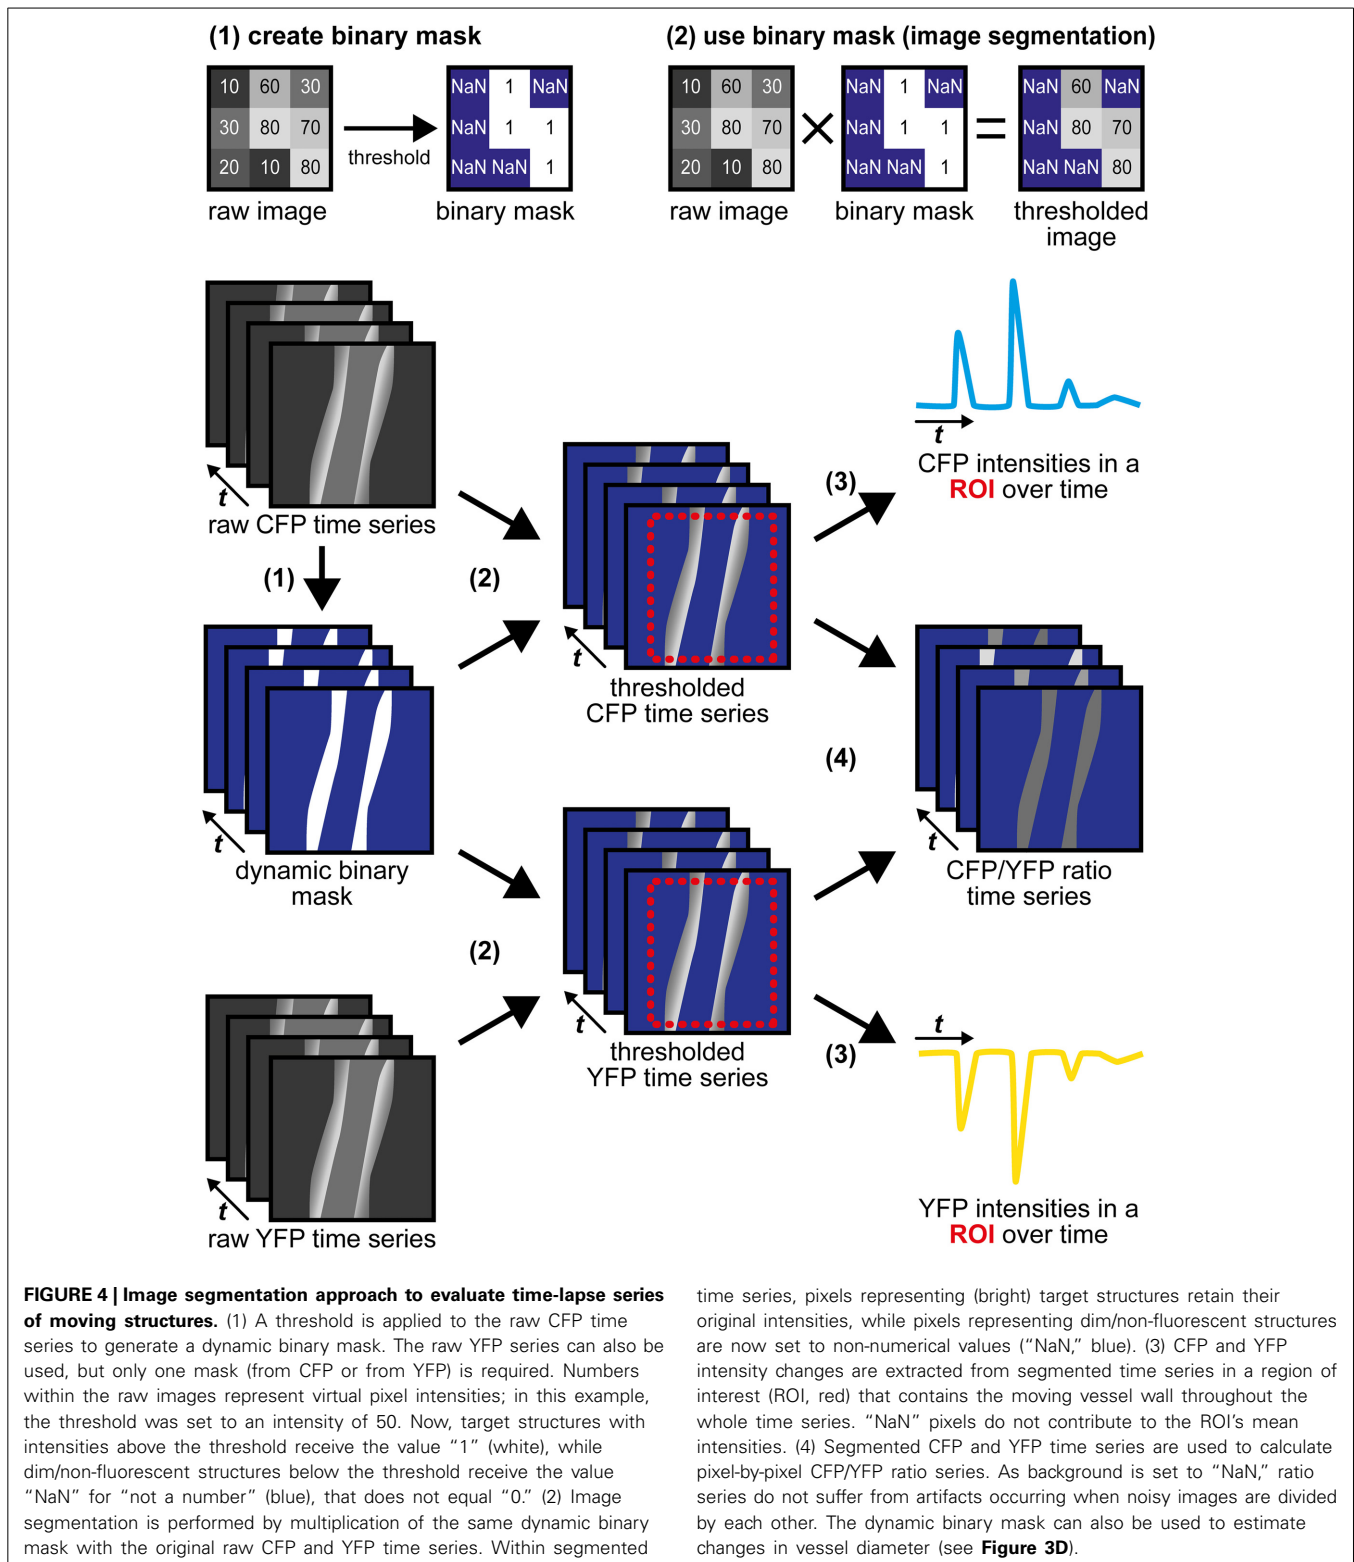 (1) create binary mask
10 60 30
30 80 70
20 10 80
raw image
threshold
NaN 1 NaN
NaN 1 1
NaN NaN 1
binary mask
(2) use binary mask (image segmentation)
10 60 30
30 80 70
20 10 80
raw image
×
NaN 1 NaN
NaN 1 1
NaN NaN 1
binary mask
=
NaN 60 NaN
NaN 80 70
NaN NaN 80
thresholded
image
t
raw CFP time series
(1)
t
dynamic binary
mask
t
raw YFP time series
(2)
t
thresholded
CFP time series
(2)
t
thresholded
YFP time series
(3)
t
CFP intensities in a
ROI over time
(4)
t
CFP/YFP ratio
time series
(3)
t
YFP intensities in a
ROI over time
FIGURE 4 | Image segmentation approach to evaluate time-lapse series
of moving structures. (1) A threshold is applied to the raw CFP time
series to generate a dynamic binary mask. The raw YFP series can also be
used, but only one mask (from CFP or from YFP) is required. Numbers
within the raw images represent virtual pixel intensities; in this example,
the threshold was set to an intensity of 50. Now, target structures with
intensities above the threshold receive the value “1” (white), while
dim/non-fluorescent structures below the threshold receive the value
“NaN” for “not a number” (blue), that does not equal “0.” (2) Image
segmentation is performed by multiplication of the same dynamic binary
mask with the original raw CFP and YFP time series. Within segmented
time series, pixels representing (bright) target structures retain their
original intensities, while pixels representing dim/non-fluorescent structures
are now set to non-numerical values (“NaN,” blue). (3) CFP and YFP
intensity changes are extracted from segmented time series in a region of
interest (ROI, red) that contains the moving vessel wall throughout the
whole time series. “NaN” pixels do not contribute to the ROI’s mean
intensities. (4) Segmented CFP and YFP time series are used to calculate
pixel-by-pixel CFP/YFP ratio series. As background is set to “NaN,” ratio
series do not suffer from artifacts occurring when noisy images are divided
by each other. The dynamic binary mask can also be used to estimate
changes in vessel diameter (see Figure 3D).